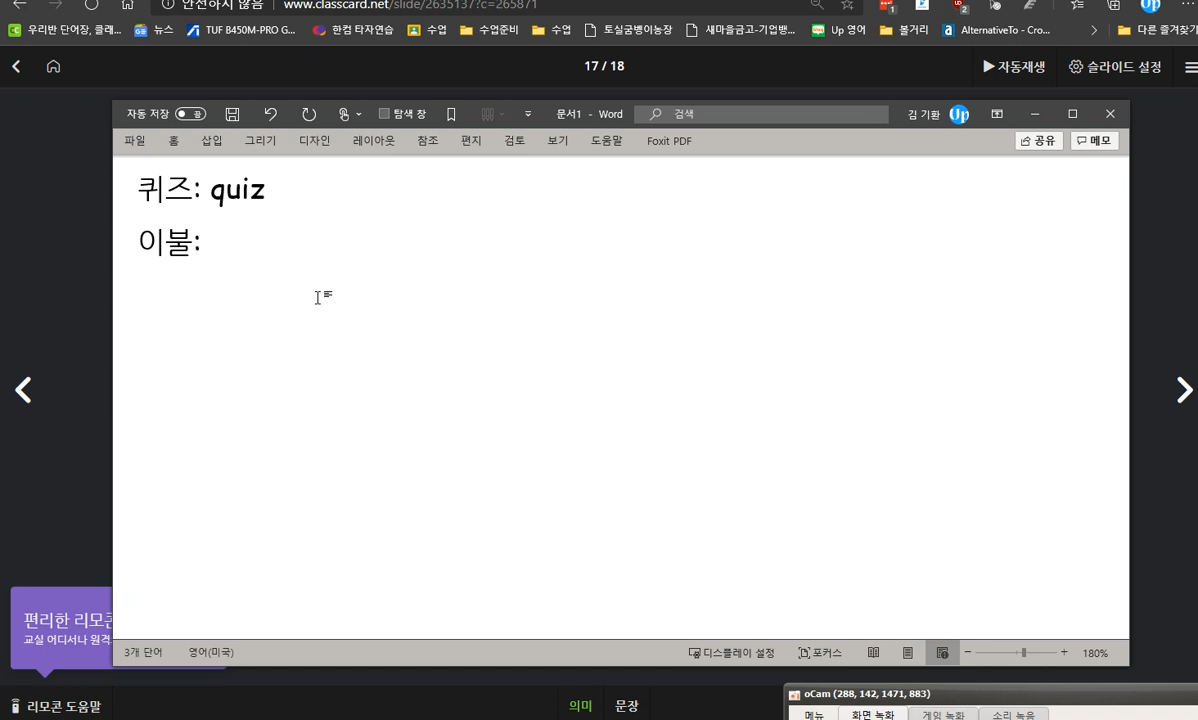 안전하지 않음 www.classcard.net/slide/2635137?c=265871
우리반 단어장, 클래... 뉴스 TUF B450M-PRO G... 한컴 타자연습 수업 수업준비 수업 토실금병이농장 새마을금고-기업뱅... Up 영어 볼거리 AlternativeTo - Cro... 다른 즐겨찾기
17 / 18 자동재생 슬라이드 설정
자동 저장 끔 탐색 창 문서1 - Word 검색 김 기환 Up
파일 홈 삽입 그리기 디자인 레이아웃 참조 편지 검토 보기 도움말 Foxit PDF 공유 메모
퀴즈: quiz
이불:
편리한 리모콘
교실 어디서나 원격
3개 단어 영어(미국) 디스플레이 설정 포커스 180%
리모콘 도움말 의미 문장
oCam (288, 142, 1471, 883)
메뉴 화면 녹화 게임 녹화 소리 녹음